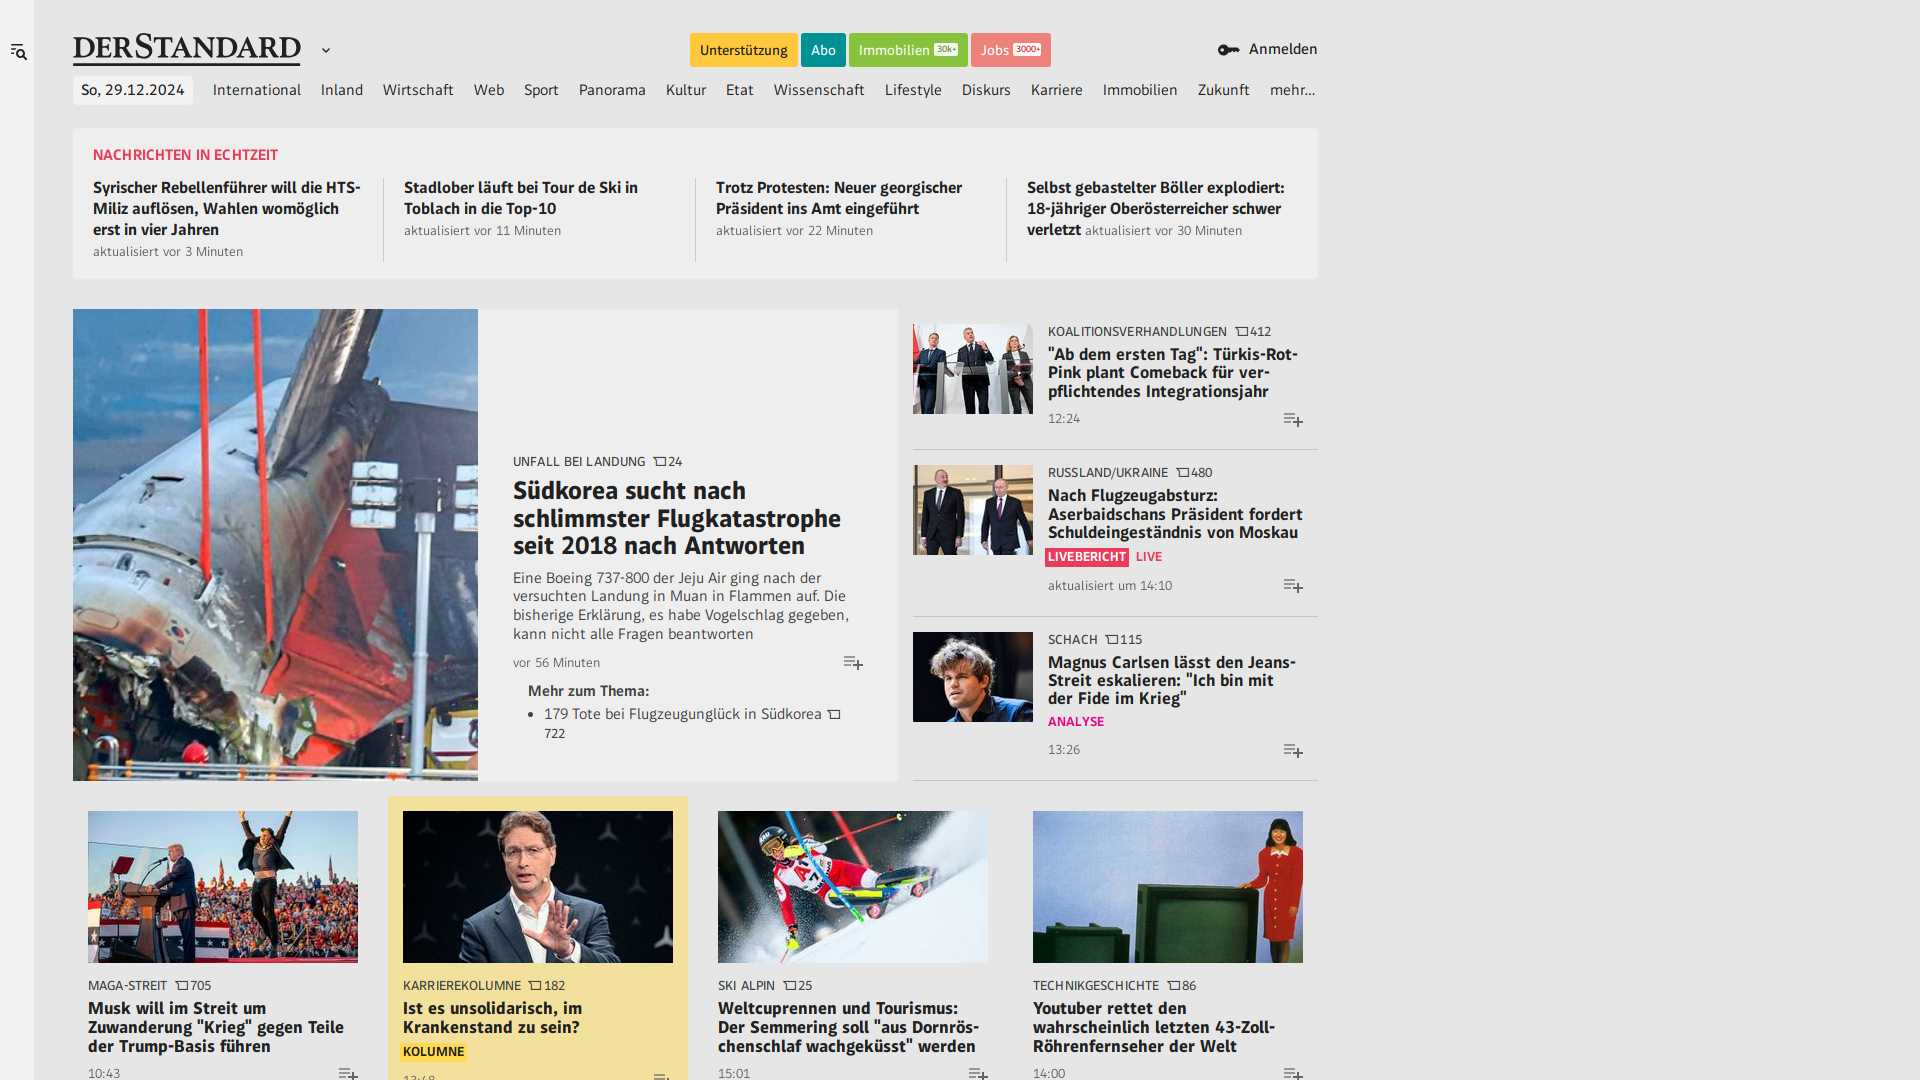 DERSTANDARD
Unterstützung
Abo
Immobilien 30k+
Jobs 3000+
Anmelden
So, 29.12.2024
International
Inland
Wirtschaft
Web
Sport
Panorama
Kultur
Etat
Wissenschaft
Lifestyle
Diskurs
Karriere
Immobilien
Zukunft
mehr…
NACHRICHTEN IN ECHTZEIT
Syrischer Rebellenführer will die HTS-
Miliz auflösen, Wahlen womöglich
erst in vier Jahren
aktualisiert vor 3 Minuten
Stadlober läuft bei Tour de Ski in
Toblach in die Top-10
aktualisiert vor 11 Minuten
Trotz Protesten: Neuer georgischer
Präsident ins Amt eingeführt
aktualisiert vor 22 Minuten
Selbst gebastelter Böller explodiert:
18-jähriger Oberösterreicher schwer
verletzt aktualisiert vor 30 Minuten
UNFALL BEI LANDUNG 24
Südkorea sucht nach
schlimmster Flugkatastrophe
seit 2018 nach Antworten
Eine Boeing 737-800 der Jeju Air ging nach der
versuchten Landung in Muan in Flammen auf. Die
bisherige Erklärung, es habe Vogelschlag gegeben,
kann nicht alle Fragen beantworten
vor 56 Minuten
Mehr zum Thema:
• 179 Tote bei Flugzeugunglück in Südkorea
722
KOALITIONSVERHANDLUNGEN 412
"Ab dem ersten Tag": Türkis-Rot-
Pink plant Comeback für ver-
pflichtendes Integrationsjahr
12:24
RUSSLAND/UKRAINE 480
Nach Flugzeugabsturz:
Aserbaidschans Präsident fordert
Schuldeingeständnis von Moskau
LIVEBERICHT LIVE
aktualisiert um 14:10
SCHACH 115
Magnus Carlsen lässt den Jeans-
Streit eskalieren: "Ich bin mit
der Fide im Krieg"
ANALYSE
13:26
MAGA-STREIT 705
Musk will im Streit um
Zuwanderung "Krieg" gegen Teile
der Trump-Basis führen
10:43
KARRIEREKOLUMNE 182
Ist es unsolidarisch, im
Krankenstand zu sein?
KOLUMNE
SKI ALPIN 25
Weltcuprennen und Tourismus:
Der Semmering soll "aus Dornrös-
chenschlaf wachgeküsst" werden
15:01
TECHNIKGESCHICHTE 86
Youtuber rettet den
wahrscheinlich letzten 43-Zoll-
Röhrenfernseher der Welt
14:00